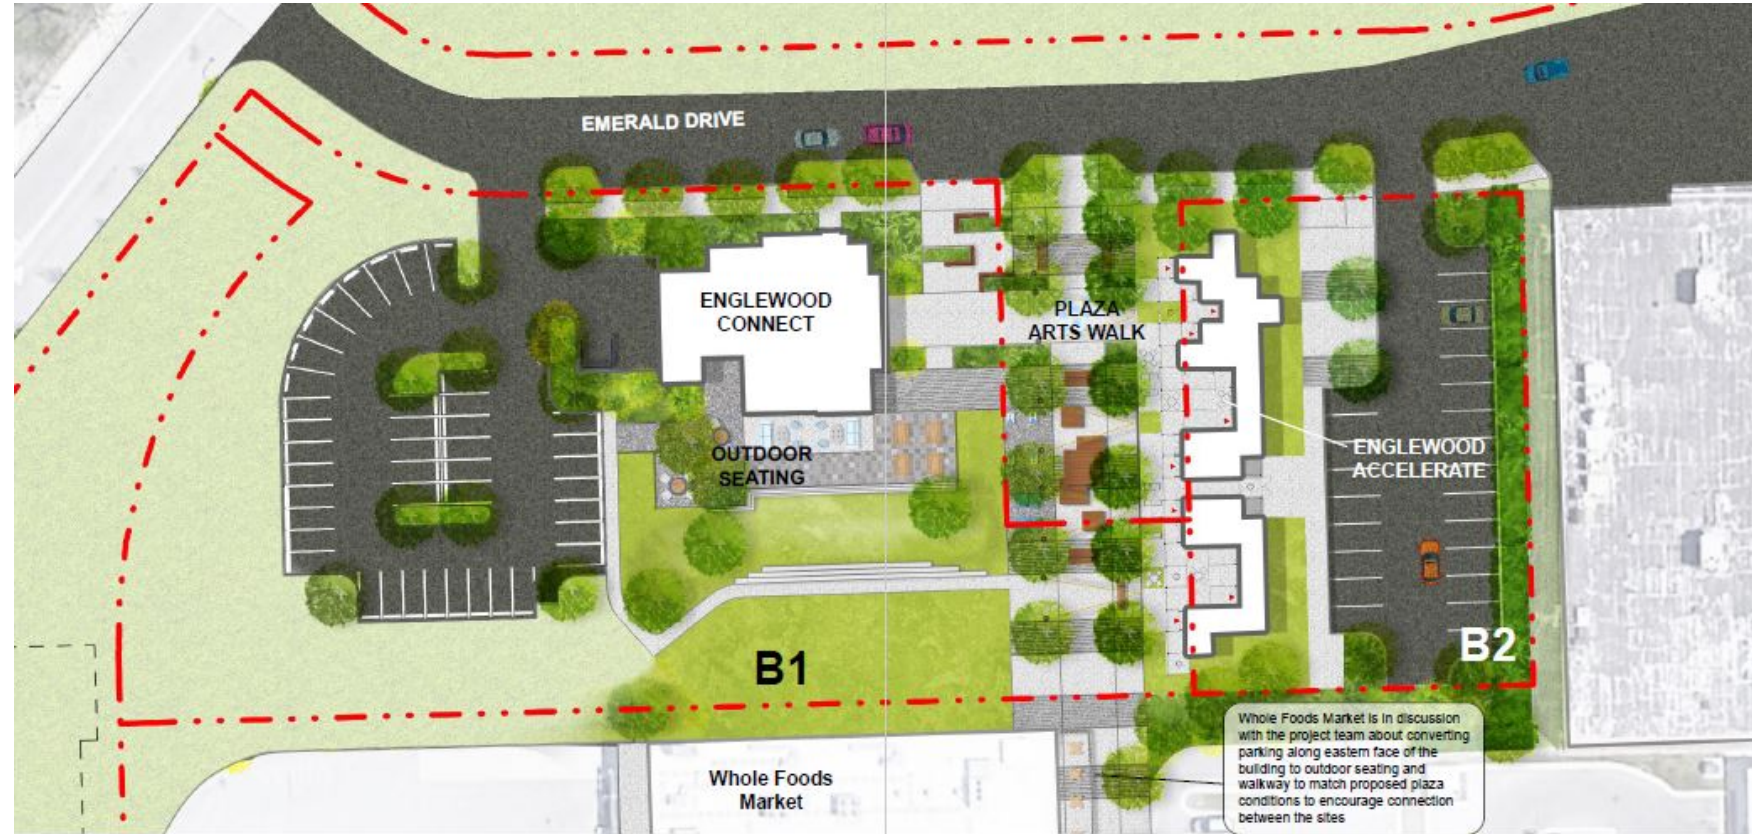 EMERALD DRIVE
ENGLEWOOD
CONNECT
PLAZA
ARTS WALK
ENGLEWOOD
ACCELERATE
OUTDOOR
SEATING
B1
B2
Whole Foods Market is in discussion
with the project team about converting
parking along eastern face of the
building to outdoor seating and
walkway to match proposed plaza
conditions to encourage connection
between the sites
Whole Foods
Market